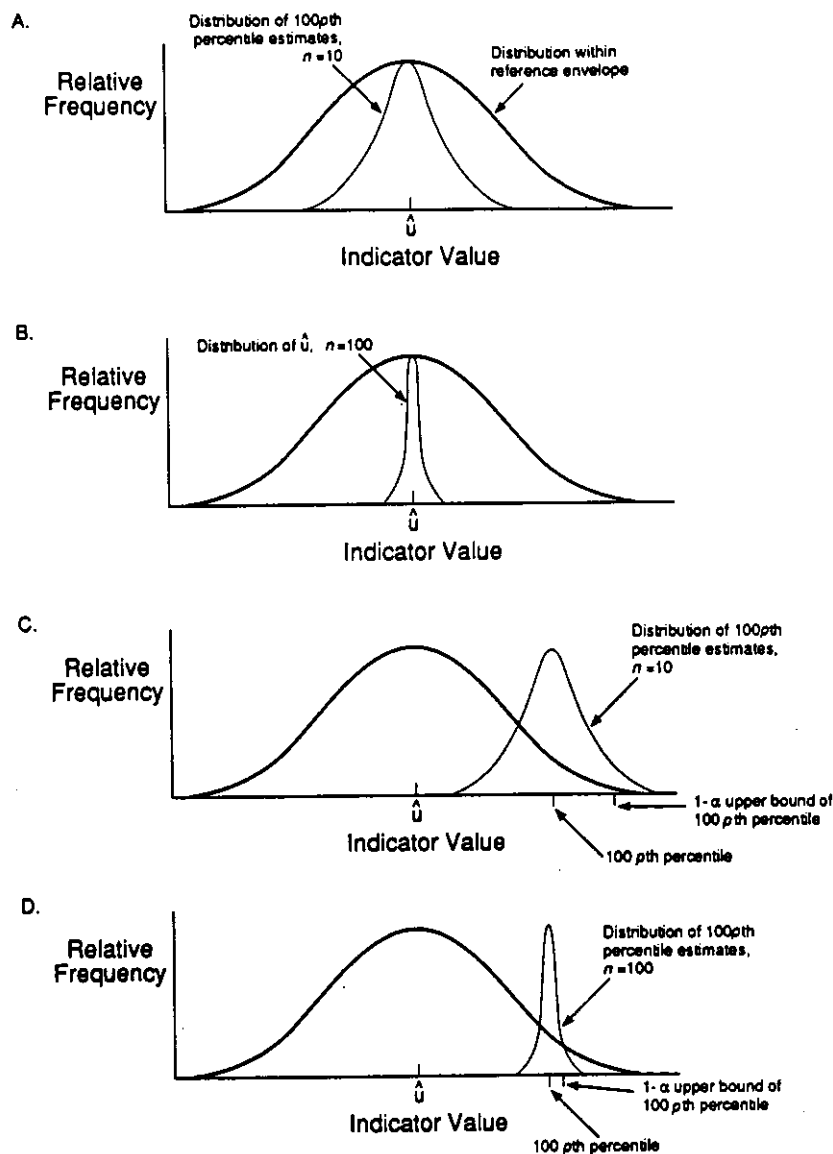 A.
Distribution of 100pth
percentile estimates,
n=10
Distribution within
reference envelope
Relative
Frequency
û
Indicator Value
B.
Distribution of û, n=100
Relative
Frequency
û
Indicator Value
C.
Distribution of 100pth
percentile estimates,
n=10
Relative
Frequency
û
1-α upper bound of
100 pth percentile
Indicator Value
100 pth percentile
D.
Distribution of 100pth
percentile estimates,
n=100
Relative
Frequency
û
1-α upper bound of
100 pth percentile
Indicator Value
100 pth percentile